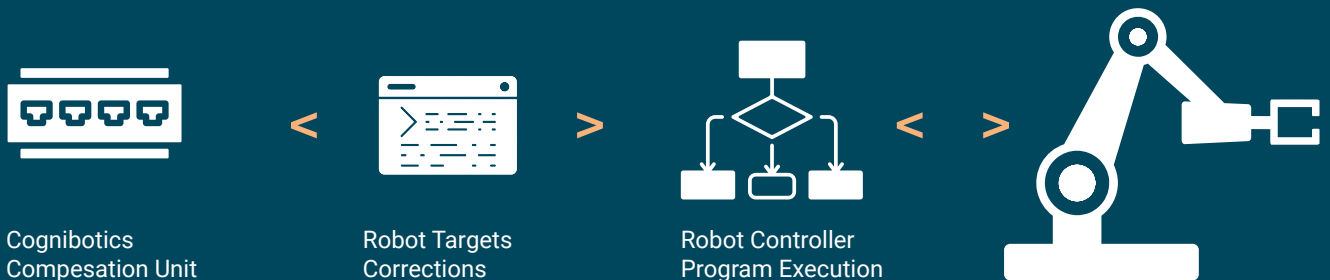 < > < >
Cognibotics
Compesation Unit
Robot Targets
Corrections
Robot Controller
Program Execution